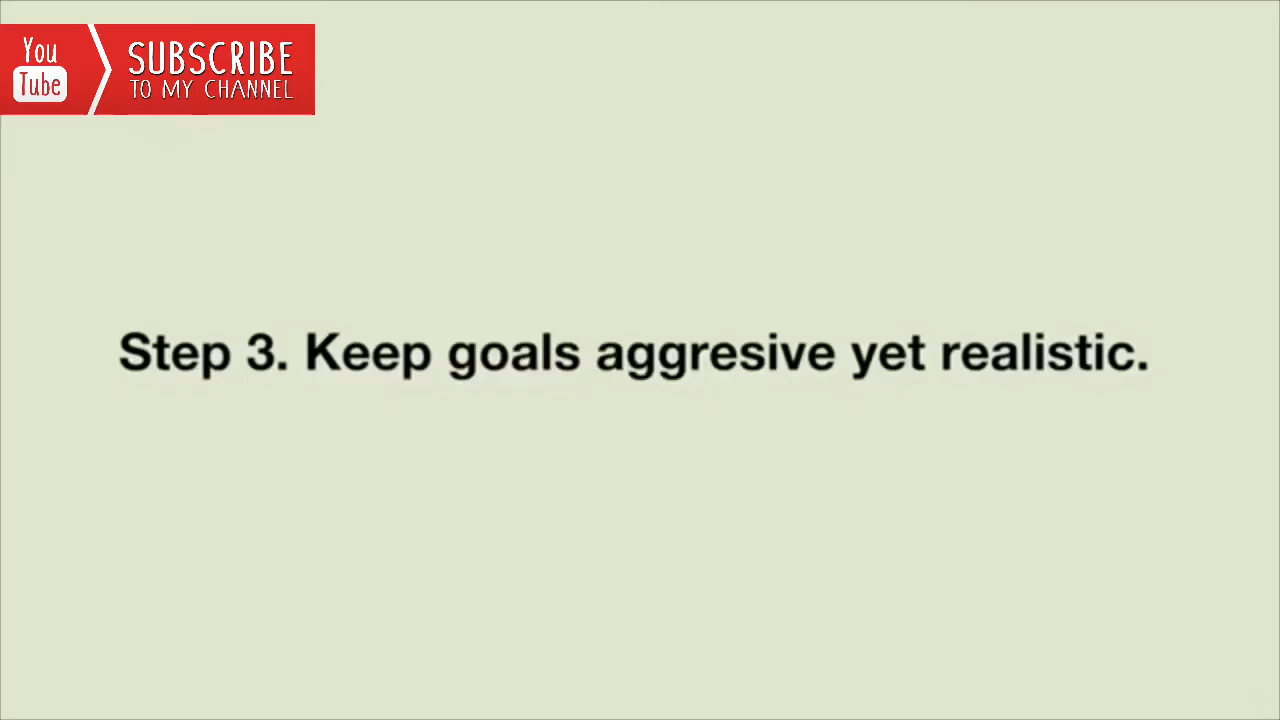 You
Tube
SUBSCRIBE
TO MY CHANNEL
Step 3. Keep goals aggresive yet realistic.